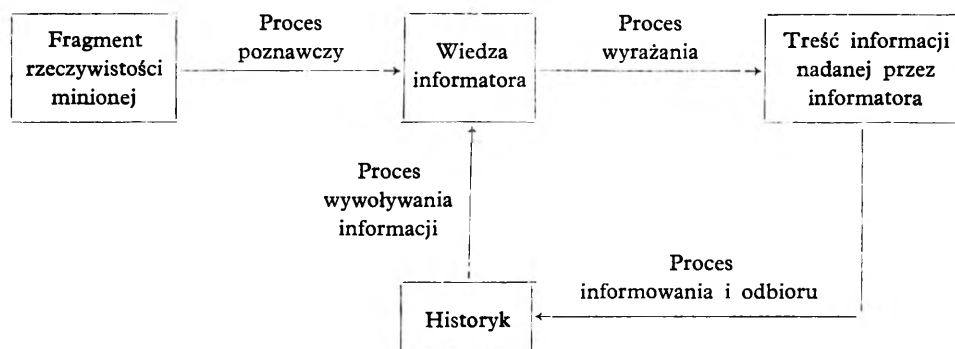 Fragment
rzeczywistości
minionej
Proces
poznawczy
Wiedza
informatora
Proces
wyrażania
Treść informacji
nadanej przez
informatora
Proces
wywoływania
informacji
Proces
informowania i odbioru
Historyk